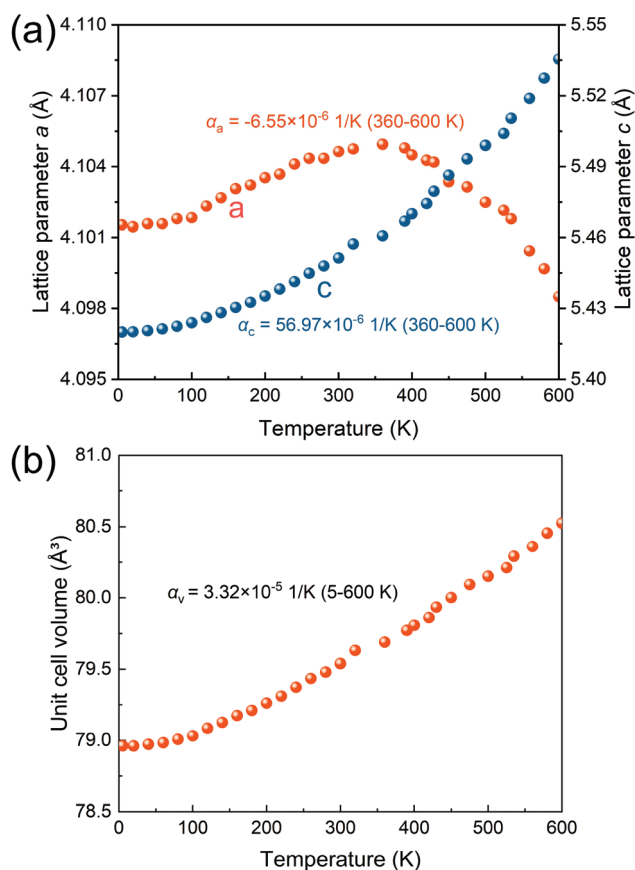 (a)
4.110
4.107
4.104
4.101
4.098
4.095
Lattice parameter a (Å)
5.55
5.52
5.49
5.46
5.43
5.40
Lattice parameter c (Å)
αa = -6.55×10-6 1/K (360-600 K)
a
c
αc = 56.97×10-6 1/K (360-600 K)
0 100 200 300 400 500 600
Temperature (K)
(b)
81.0
80.5
80.0
79.5
79.0
78.5
Unit cell volume (Å³)
αv = 3.32×10-5 1/K (5-600 K)
0 100 200 300 400 500 600
Temperature (K)